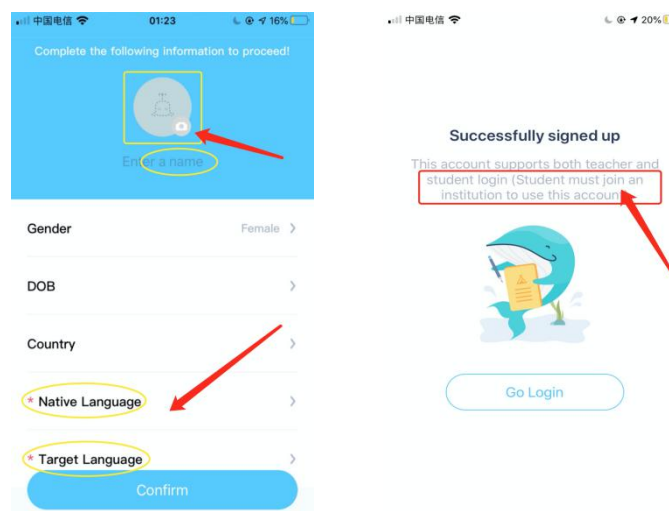 中国电信 01:23 16%
Complete the following information to proceed!
Enter a name
Gender Female
DOB
Country
* Native Language
* Target Language
Confirm
中国电信 20%
Successfully signed up
This account supports both teacher and
student login (Student must join an
institution to use this account
Go Login